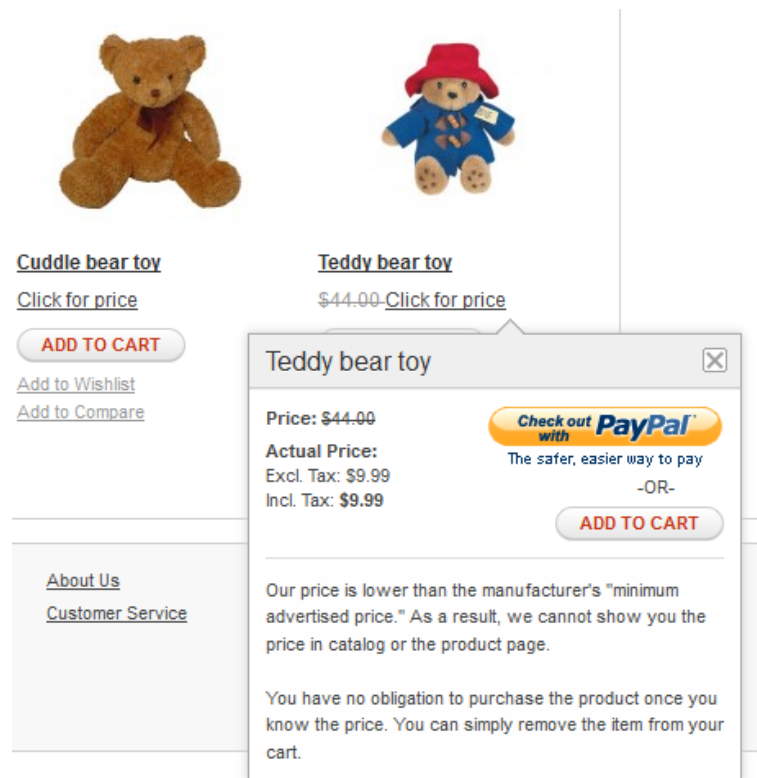 Cuddle bear toy
Click for price
ADD TO CART
Add to Wishlist
Add to Compare
Teddy bear toy
$44.00 Click for price
Teddy bear toy
Price: $44.00
Actual Price:
Excl. Tax: $9.99
Incl. Tax: $9.99
Check out with PayPal
The safer, easier way to pay
-OR-
ADD TO CART
Our price is lower than the manufacturer's "minimum
advertised price." As a result, we cannot show you the
price in catalog or the product page.
You have no obligation to purchase the product once you
know the price. You can simply remove the item from your
cart.
About Us
Customer Service